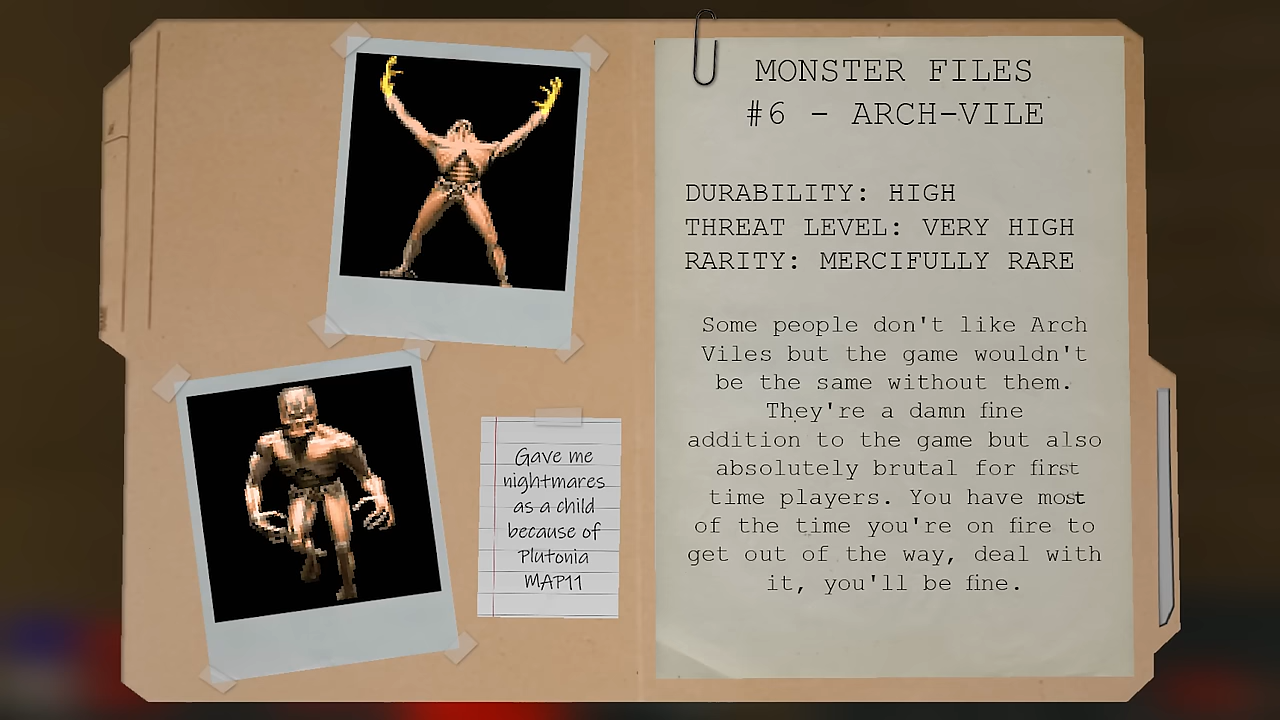 MONSTER FILES
#6 - ARCH-VILE
DURABILITY: HIGH
THREAT LEVEL: VERY HIGH
RARITY: MERCIFULLY RARE
Some people don't like Arch
Viles but the game wouldn't
be the same without them.
They're a damn fine
addition to the game but also
absolutely brutal for first
time players. You have most
of the time you're on fire to
get out of the way, deal with
it, you'll be fine.
Gave me
nightmares
as a child
because of
Plutonia
MAP11